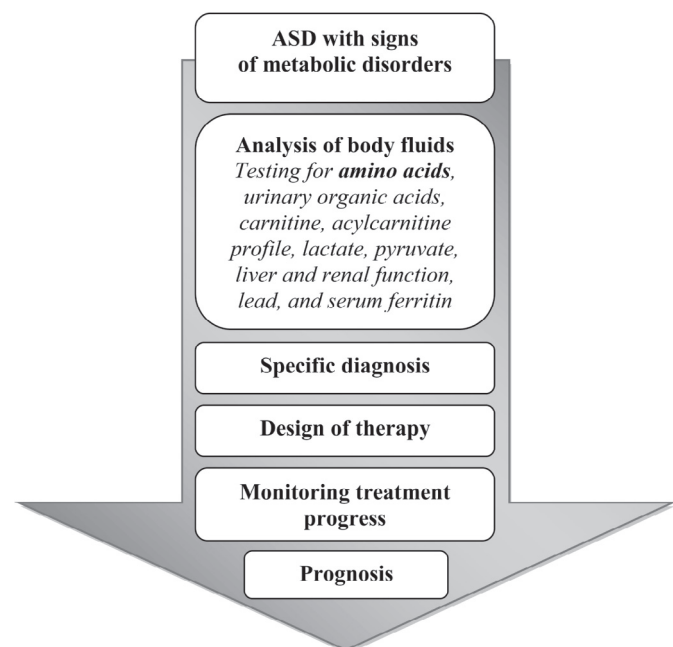 ASD with signs
of metabolic disorders
Analysis of body fluids
Testing for amino acids,
urinary organic acids,
carnitine, acylcarnitine
profile, lactate, pyruvate,
liver and renal function,
lead, and serum ferritin
Specific diagnosis
Design of therapy
Monitoring treatment
progress
Prognosis